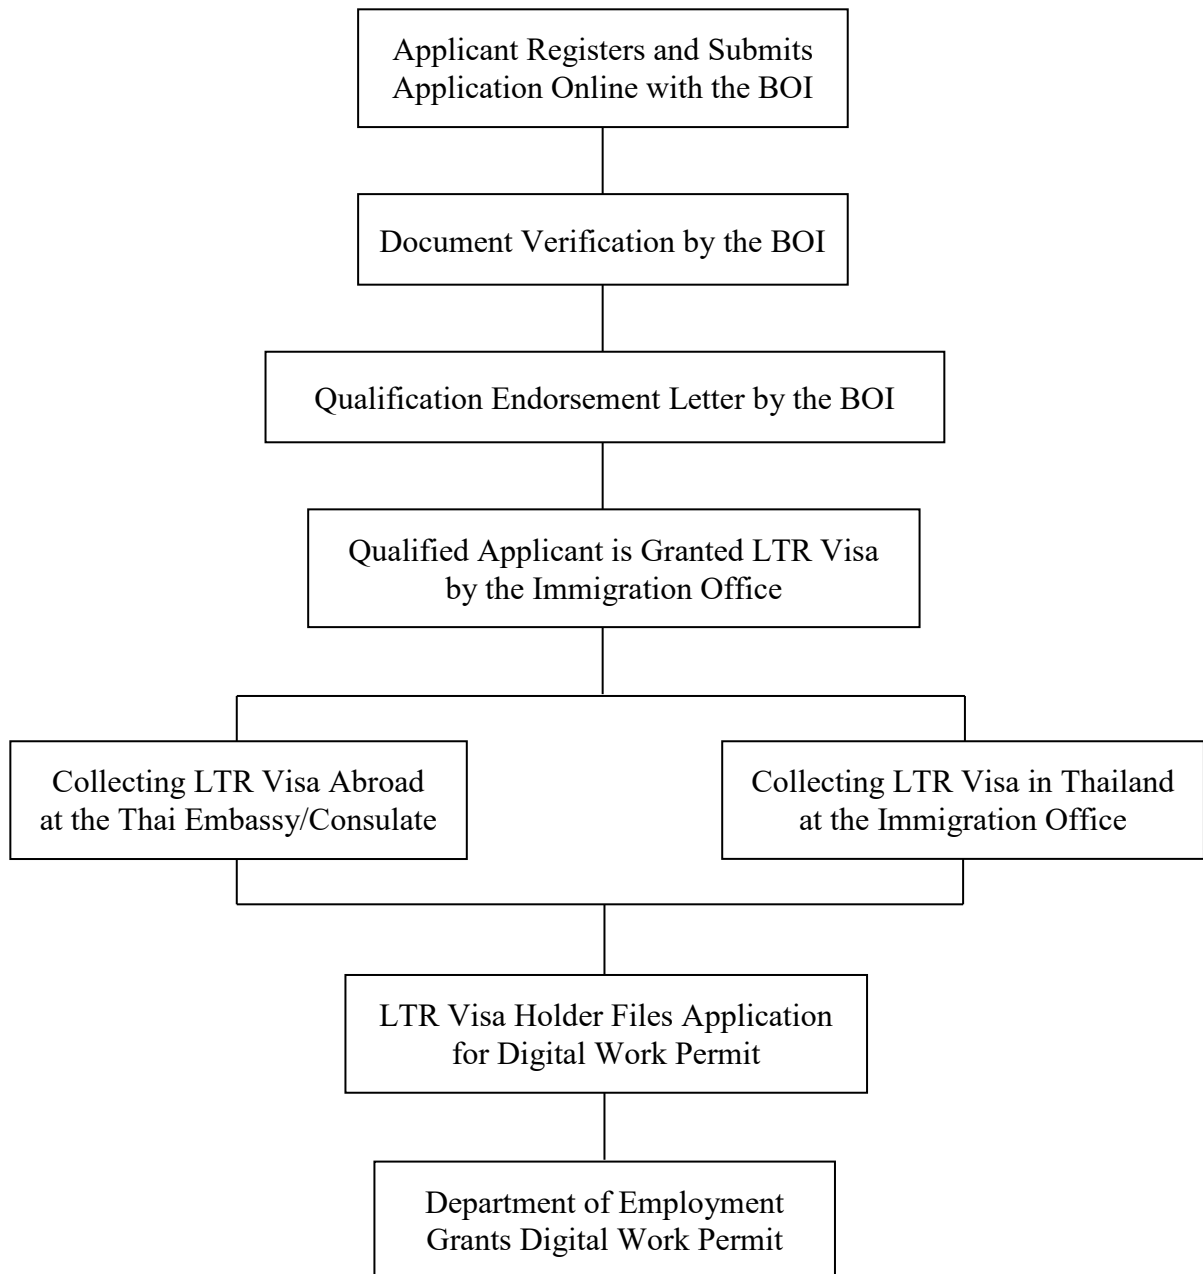 Applicant Registers and Submits
Application Online with the BOI
Document Verification by the BOI
Qualification Endorsement Letter by the BOI
Qualified Applicant is Granted LTR Visa
by the Immigration Office
Collecting LTR Visa Abroad
at the Thai Embassy/Consulate
Collecting LTR Visa in Thailand
at the Immigration Office
LTR Visa Holder Files Application
for Digital Work Permit
Department of Employment
Grants Digital Work Permit